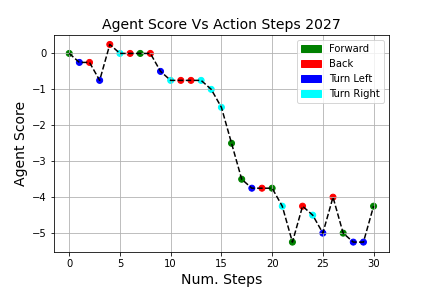 Agent Score Vs Action Steps 2027
Forward
Back
Turn Left
Turn Right
Agent Score
0
−1
−2
−3
−4
−5
0 5 10 15 20 25 30
Num. Steps